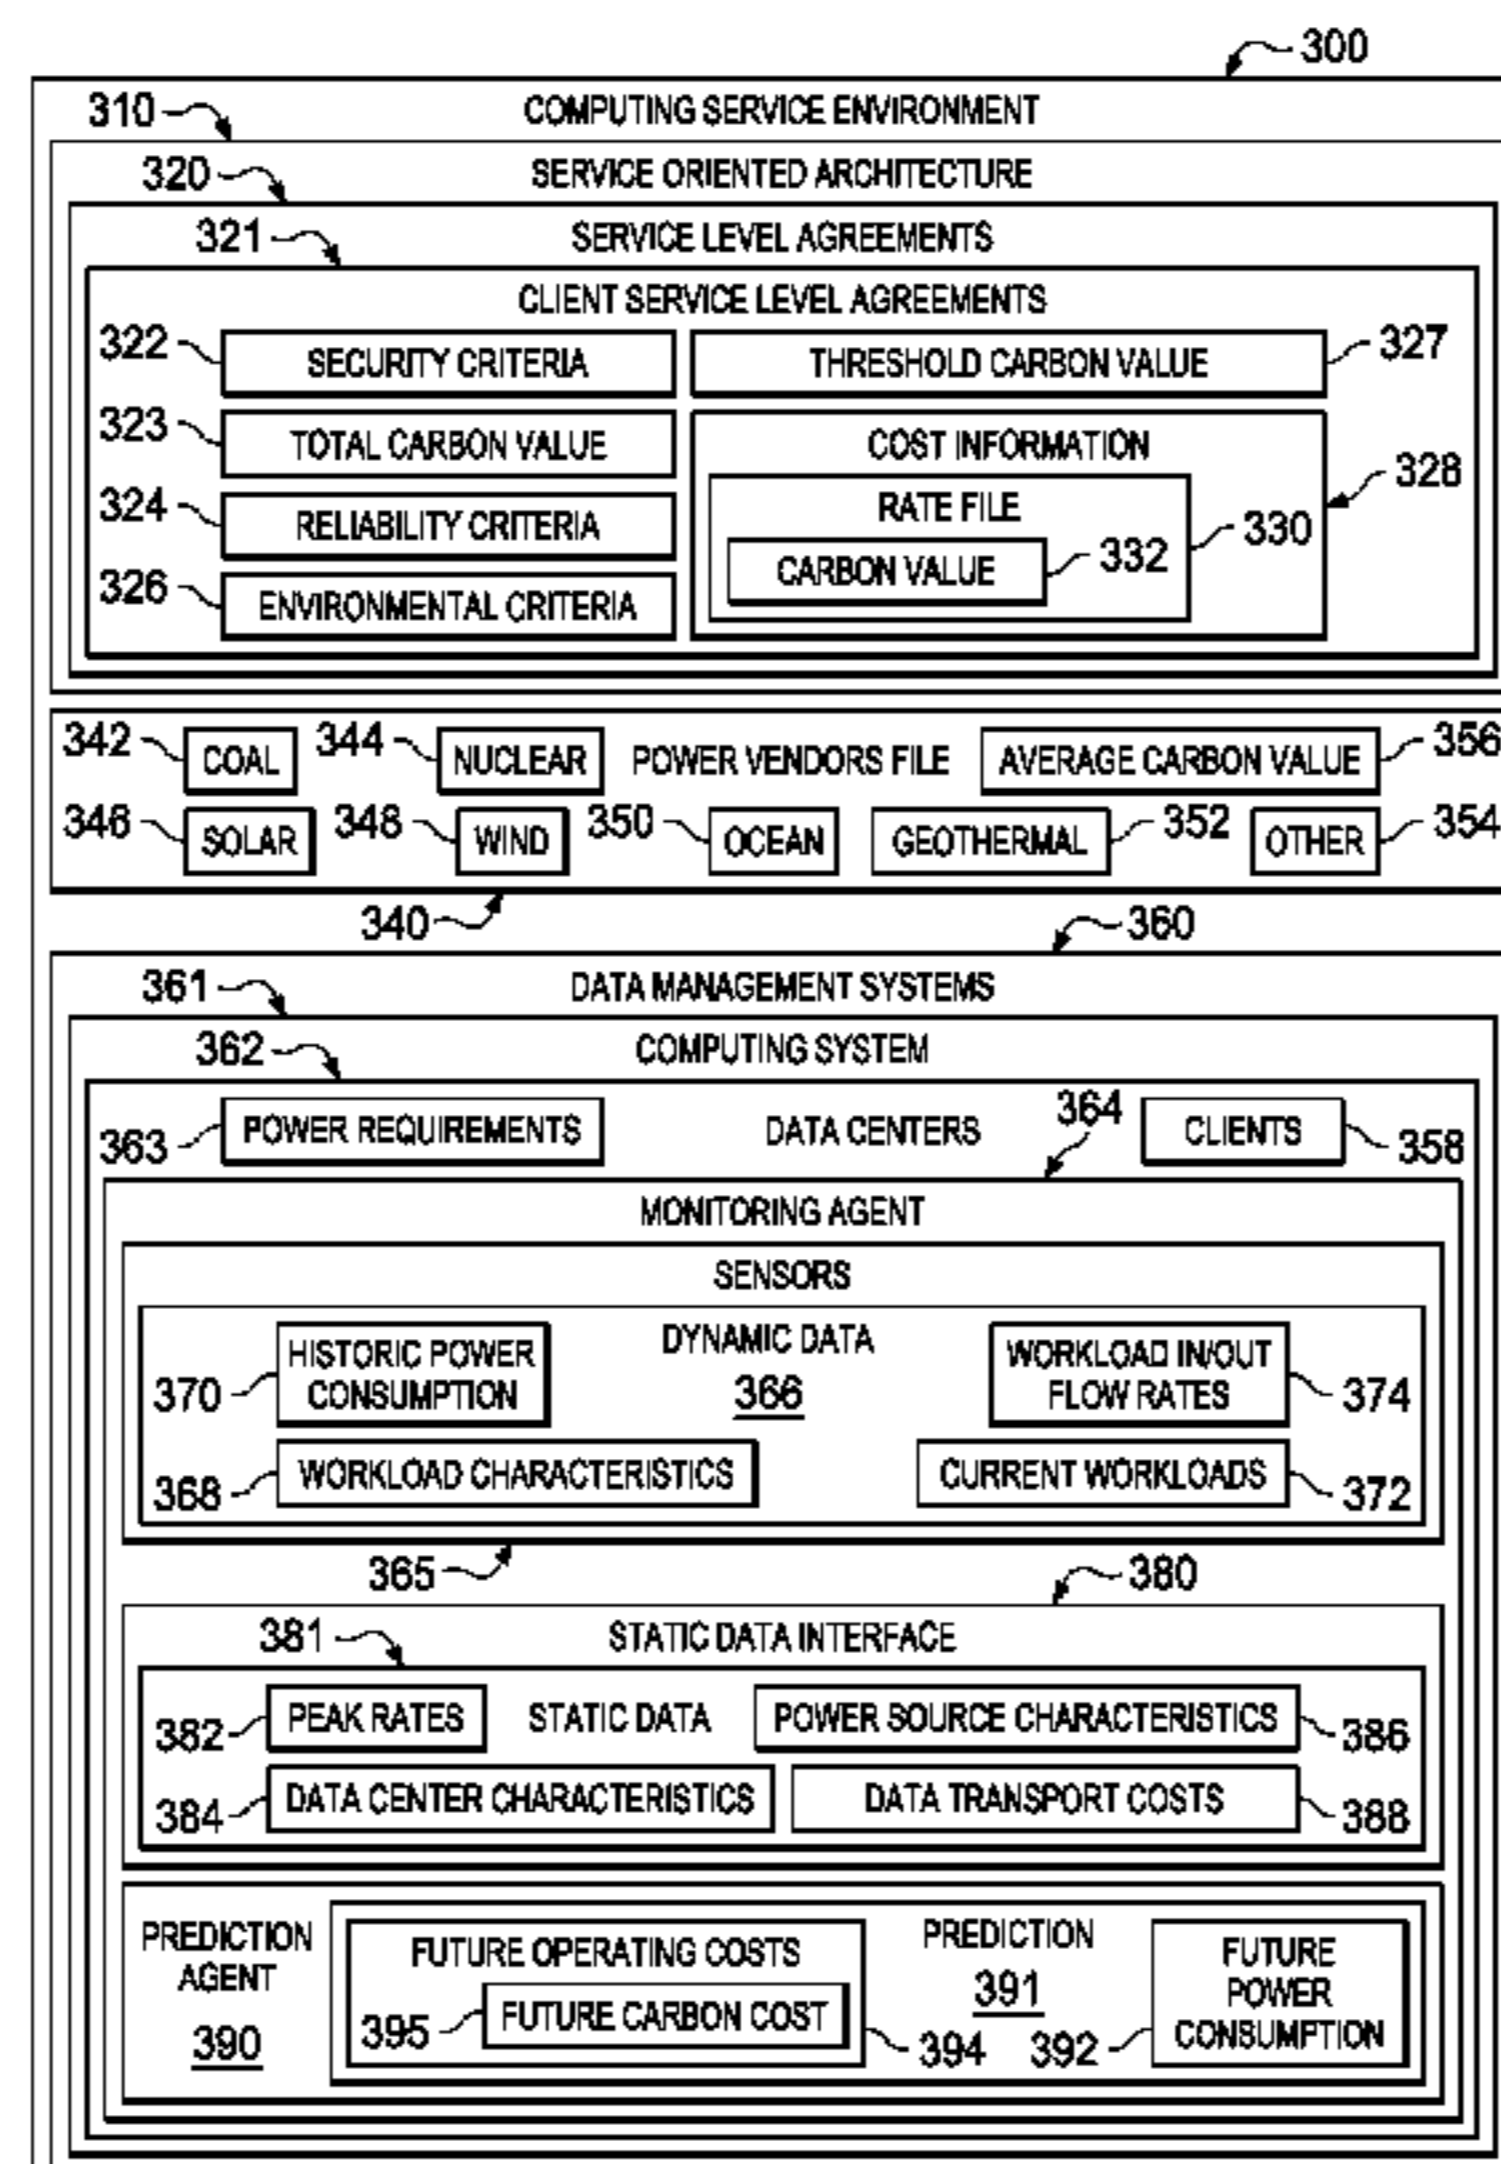 300
310 COMPUTING SERVICE ENVIRONMENT
320 SERVICE ORIENTED ARCHITECTURE
321 SERVICE LEVEL AGREEMENTS
CLIENT SERVICE LEVEL AGREEMENTS
322 SECURITY CRITERIA THRESHOLD CARBON VALUE 327
323 TOTAL CARBON VALUE COST INFORMATION
328
324 RELIABILITY CRITERIA RATE FILE 330
326 ENVIRONMENTAL CRITERIA CARBON VALUE 332
342 COAL 344 NUCLEAR POWER VENDORS FILE AVERAGE CARBON VALUE 356
346 SOLAR 348 WIND 350 OCEAN GEOTHERMAL 352 OTHER 354
340 360
361 DATA MANAGEMENT SYSTEMS
362 COMPUTING SYSTEM
363 POWER REQUIREMENTS DATA CENTERS 364 CLIENTS 358
MONITORING AGENT
SENSORS
370 HISTORIC POWER DYNAMIC DATA WORKLOAD IN/OUT
CONSUMPTION 366 FLOW RATES 374
368 WORKLOAD CHARACTERISTICS CURRENT WORKLOADS 372
365 380
381 STATIC DATA INTERFACE
382 PEAK RATES STATIC DATA POWER SOURCE CHARACTERISTICS 386
384 DATA CENTER CHARACTERISTICS DATA TRANSPORT COSTS 388
PREDICTION FUTURE OPERATING COSTS PREDICTION FUTURE
AGENT 391 POWER
390 395 FUTURE CARBON COST 394 392 CONSUMPTION